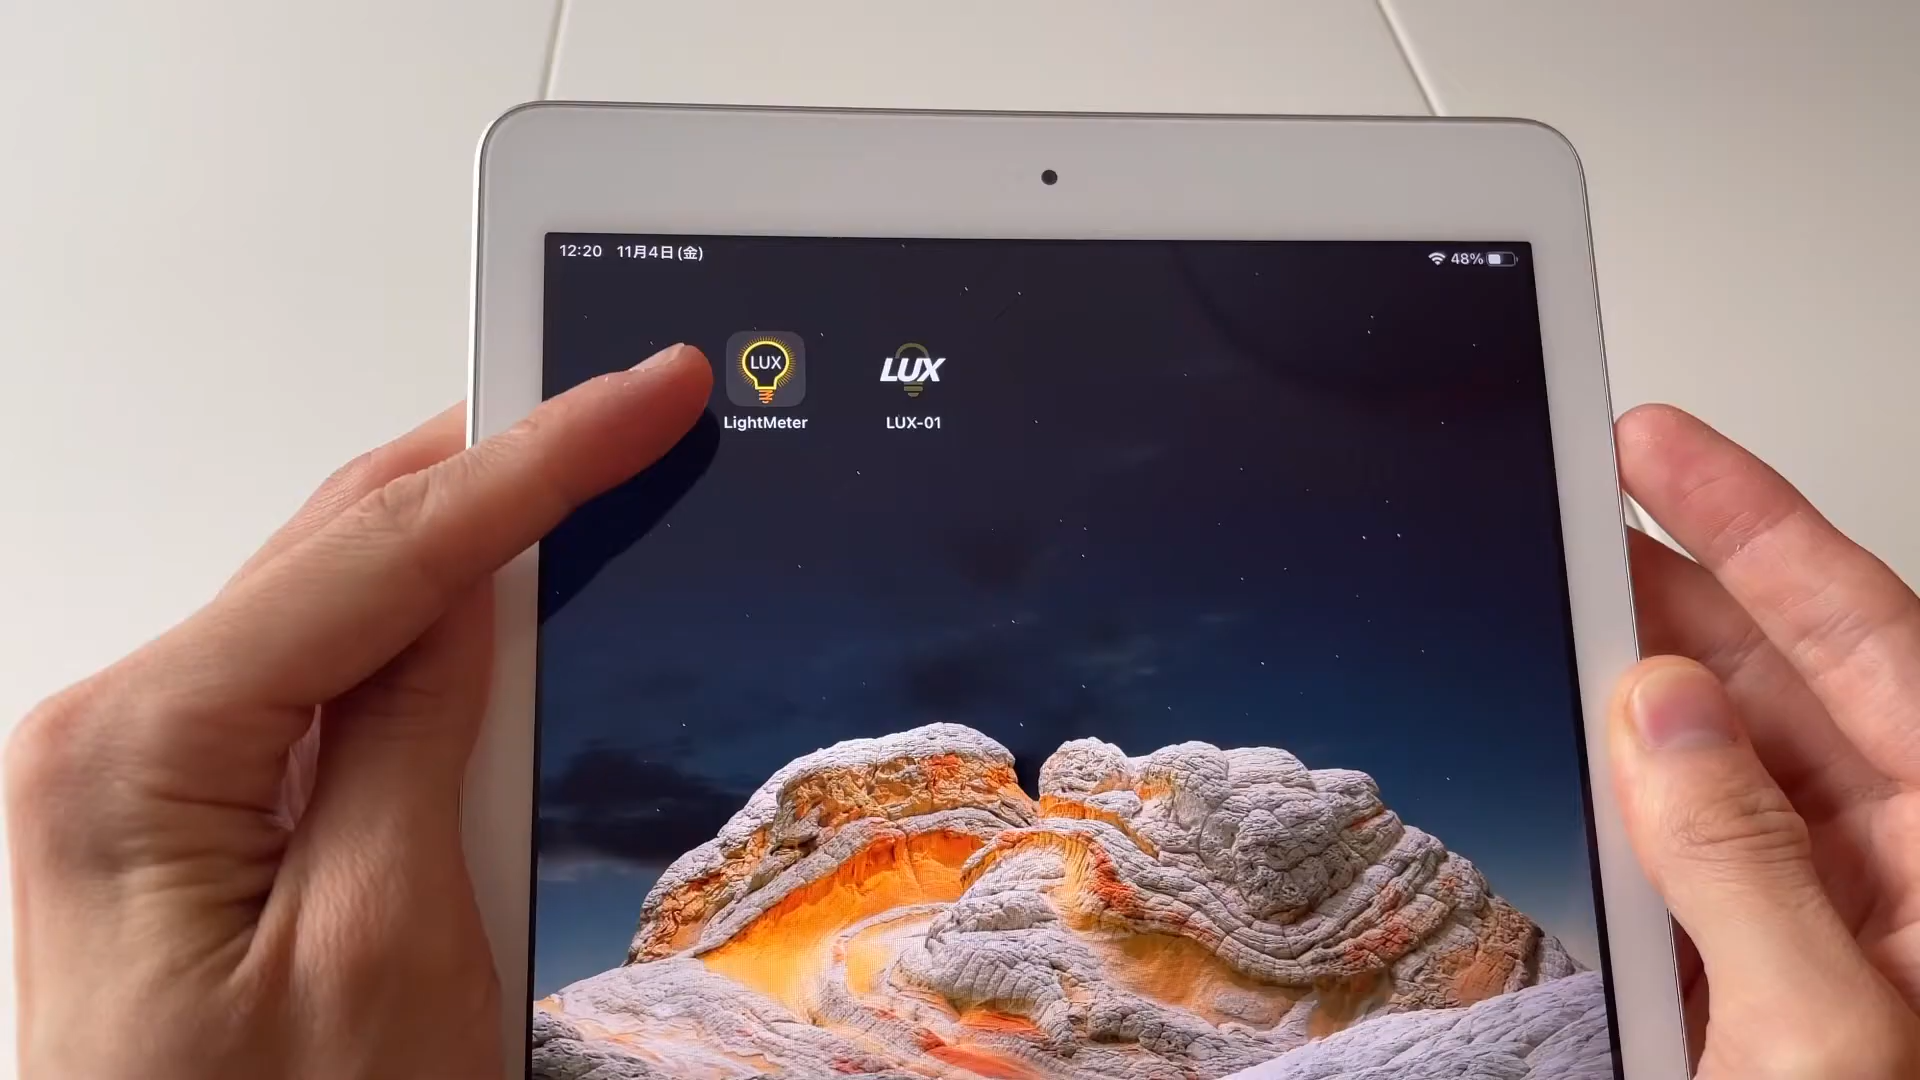 12:20 11月4日(金)
48%
LUX
LUX
LightMeter
LUX-01